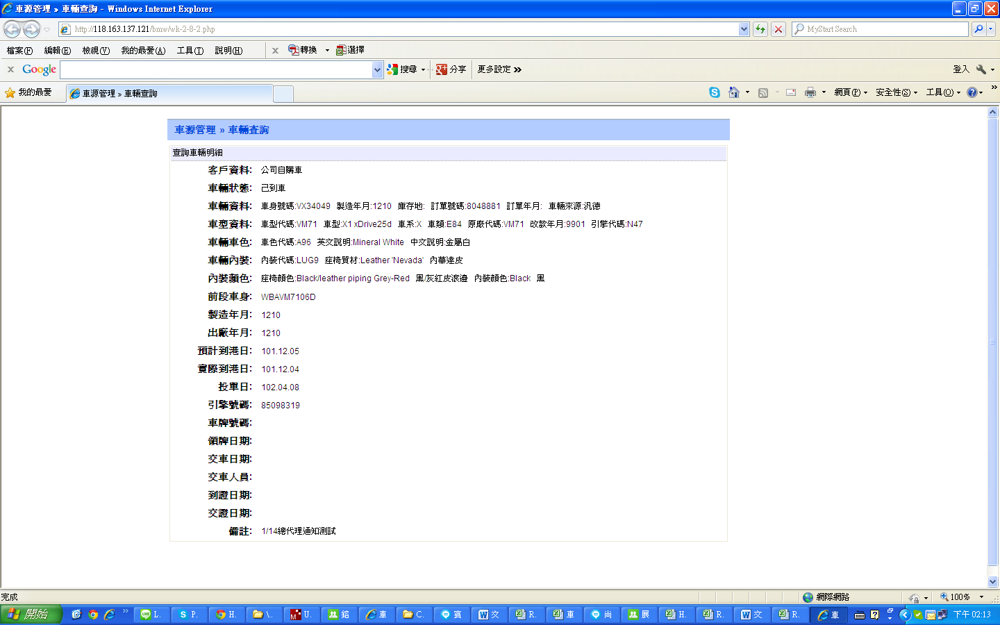 車源管理 » 車輛查詢 - Windows Internet Explorer
http://118.163.137.121/bmw/wk-2-8-2.php
MyStart Search
檔案(F) 編輯(E) 檢視(V) 我的最愛(A) 工具(T) 說明(H) x 轉換 選擇
x Google 搜尋 分享 更多設定 » 登入
我的最愛 車源管理 » 車輛查詢 網頁(P) 安全性(S) 工具(O) »
車源管理 » 車輛查詢
查詢車輛明細
客戶資料: 公司自購車
車輛狀態: 已到車
車輛資料: 車身號碼:VX34049 製造年月:1210 庫存地: 訂單號碼:8048881 訂單年月: 車輛來源:汎德
車型資料: 車型代碼:VM71 車型:X1 xDrive25d 車系:X 車類:E84 原廠代碼:VM71 改款年月:9901 引擎代碼:N47
車輛車色: 車色代碼:A96 英文說明:Mineral White 中文說明:金屬白
車輛內裝: 內裝代碼:LUG9 座椅質材:Leather 'Nevada' 內華達皮
內裝顏色: 座椅顏色:Black/leather piping Grey-Red 黑/灰紅皮滾邊 內裝顏色:Black 黑
前段車身: WBAVM7106D
製造年月: 1210
出廠年月: 1210
預計到港日: 101.12.05
實際到港日: 101.12.04
投單日: 102.04.08
引擎號碼: 85098319
車牌號碼:
領牌日期:
交車日期:
交車人員:
到證日期:
交證日期:
備註: 1/14總代理通知測試
完成 網際網路 100%
開始 » L. P. H. \. U. 鎔 車 C. 賓 文 R. 車 尚 展 H. R. 文 R. 車 下午 02:13